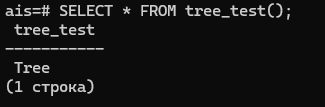 ais=# SELECT * FROM tree_test();
 tree_test
-----------
 Tree
(1 строка)